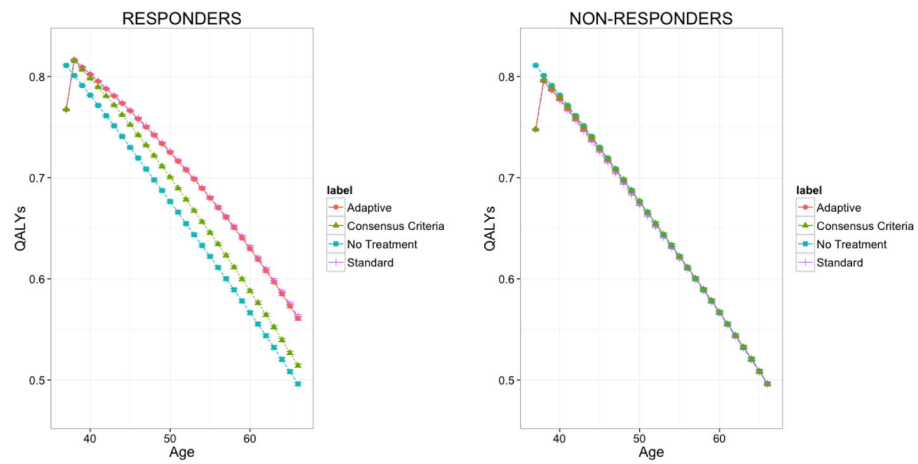 RESPONDERS
0.8
0.7
0.6
0.5
QALYs
40
50
60
Age
label
Adaptive
Consensus Criteria
No Treatment
Standard
NON-RESPONDERS
0.8
0.7
0.6
0.5
QALYs
40
50
60
Age
label
Adaptive
Consensus Criteria
No Treatment
Standard